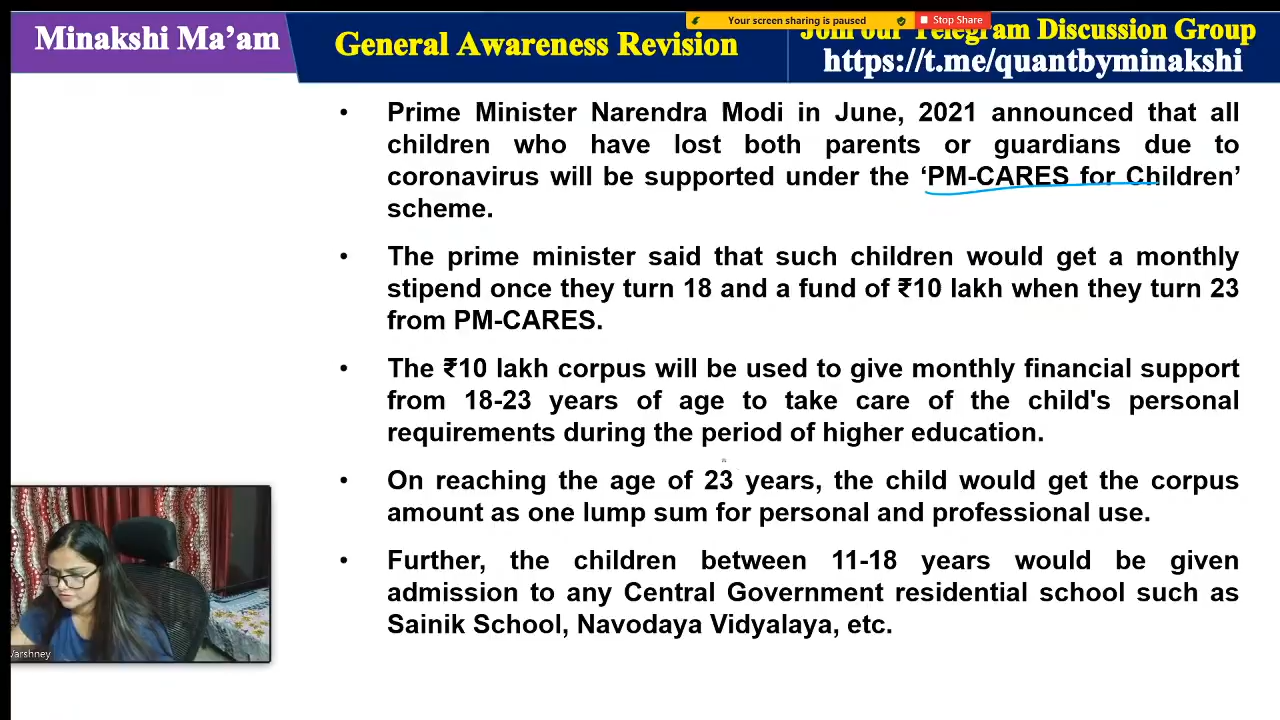 Your screen sharing is paused
Stop Share
Minakshi Ma’am
General Awareness Revision
Join our Telegram Discussion Group
https://t.me/quantbyminakshi
• Prime Minister Narendra Modi in June, 2021 announced that all
children who have lost both parents or guardians due to
coronavirus will be supported under the ‘PM-CARES for Children’
scheme.
• The prime minister said that such children would get a monthly
stipend once they turn 18 and a fund of ₹10 lakh when they turn 23
from PM-CARES.
• The ₹10 lakh corpus will be used to give monthly financial support
from 18-23 years of age to take care of the child's personal
requirements during the period of higher education.
• On reaching the age of 23 years, the child would get the corpus
amount as one lump sum for personal and professional use.
• Further, the children between 11-18 years would be given
admission to any Central Government residential school such as
Sainik School, Navodaya Vidyalaya, etc.
Varshney